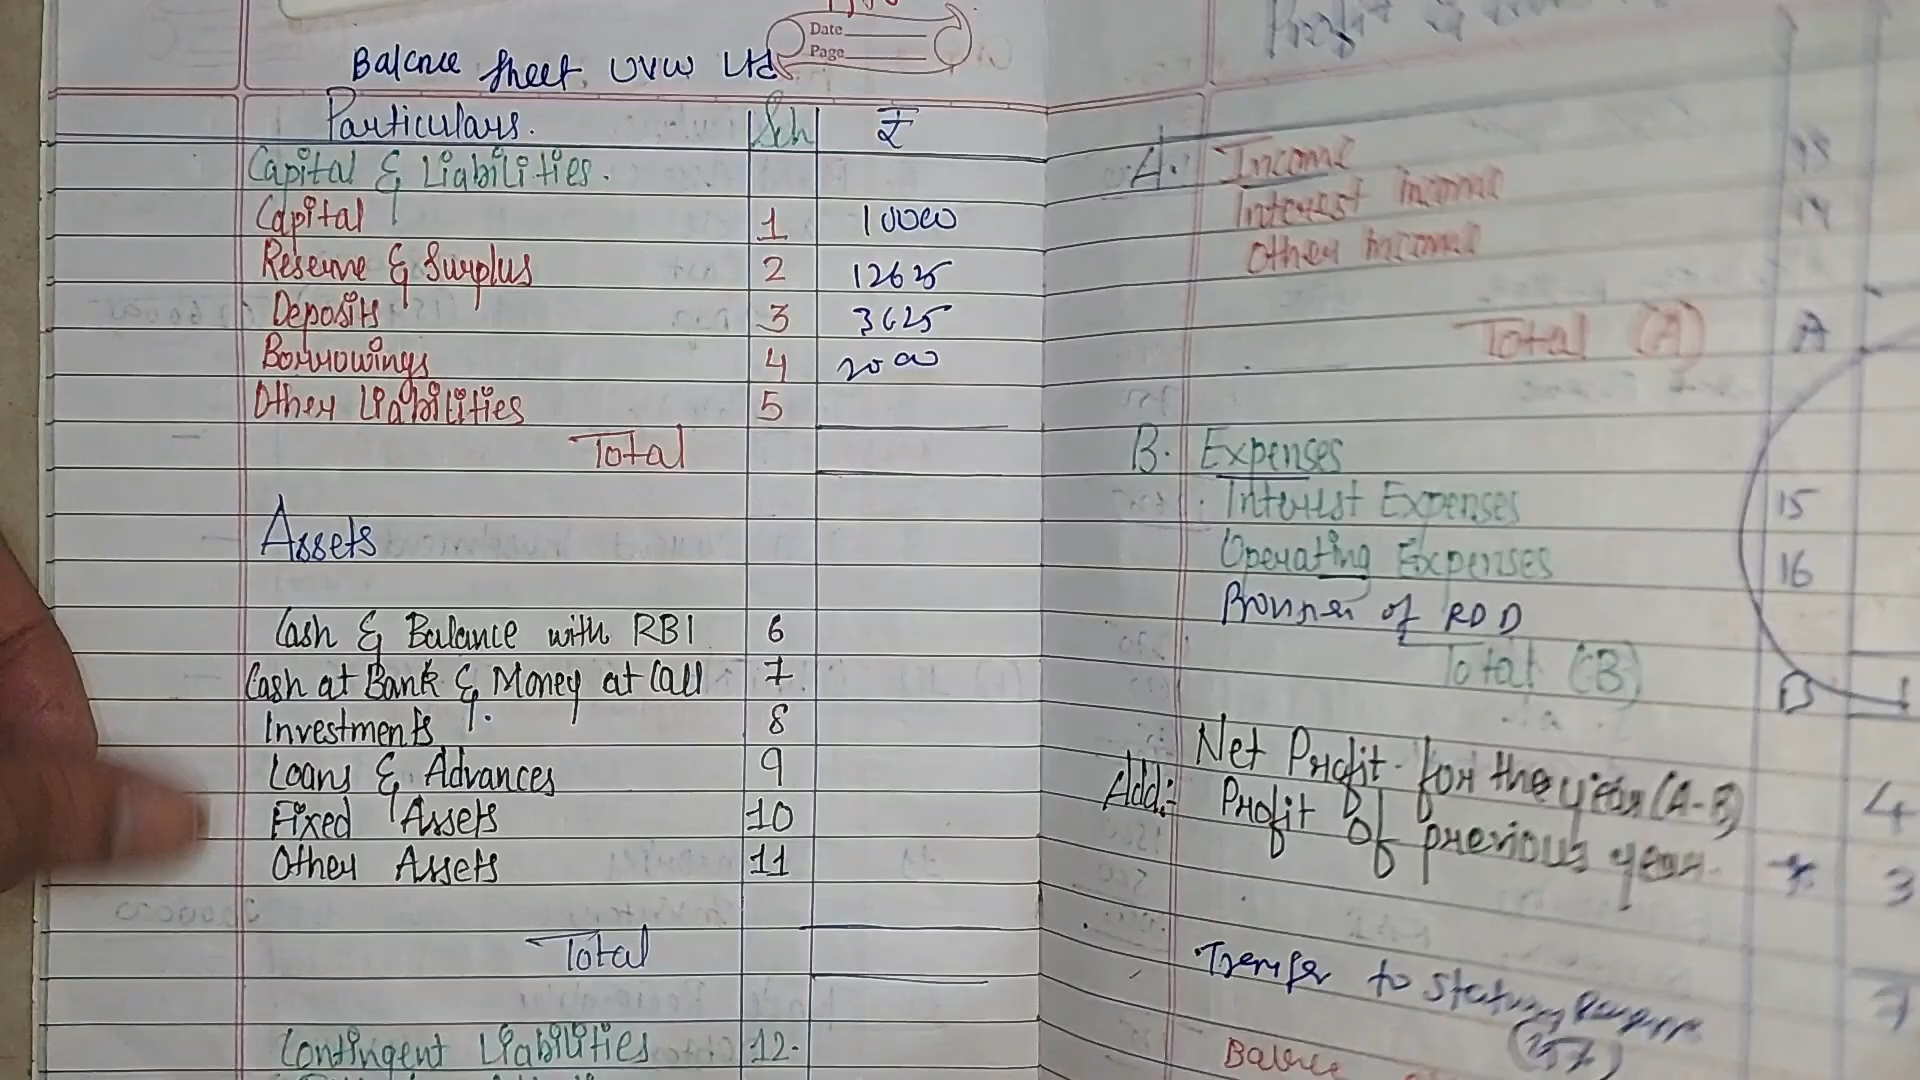 Date
Page
Balance Sheet UVW Ltd
Particulars. Sch ₹
Capital & Liabilities.
Capital 1 10000
Reserve & Surplus 2 12625
Deposits 3 3625
Borrowings 4 2000
Other Liabilities 5
Total
Assets
Cash & Balance with RBI 6
Cash at Bank & Money at Call 7
Investments 8
Loans & Advances 9
Fixed Assets 10
Other Assets 11
Total
Contingent Liabilities 12.
Profit &
A. Income
Interest income
Other income
Total (A) A
B. Expenses
Interest Expenses 15
Operating Expenses 16
of RDD
Total (B) B
Net Profit for the year (A-B) 4
Add:- Profit of previous year. 3
Transfer to 7